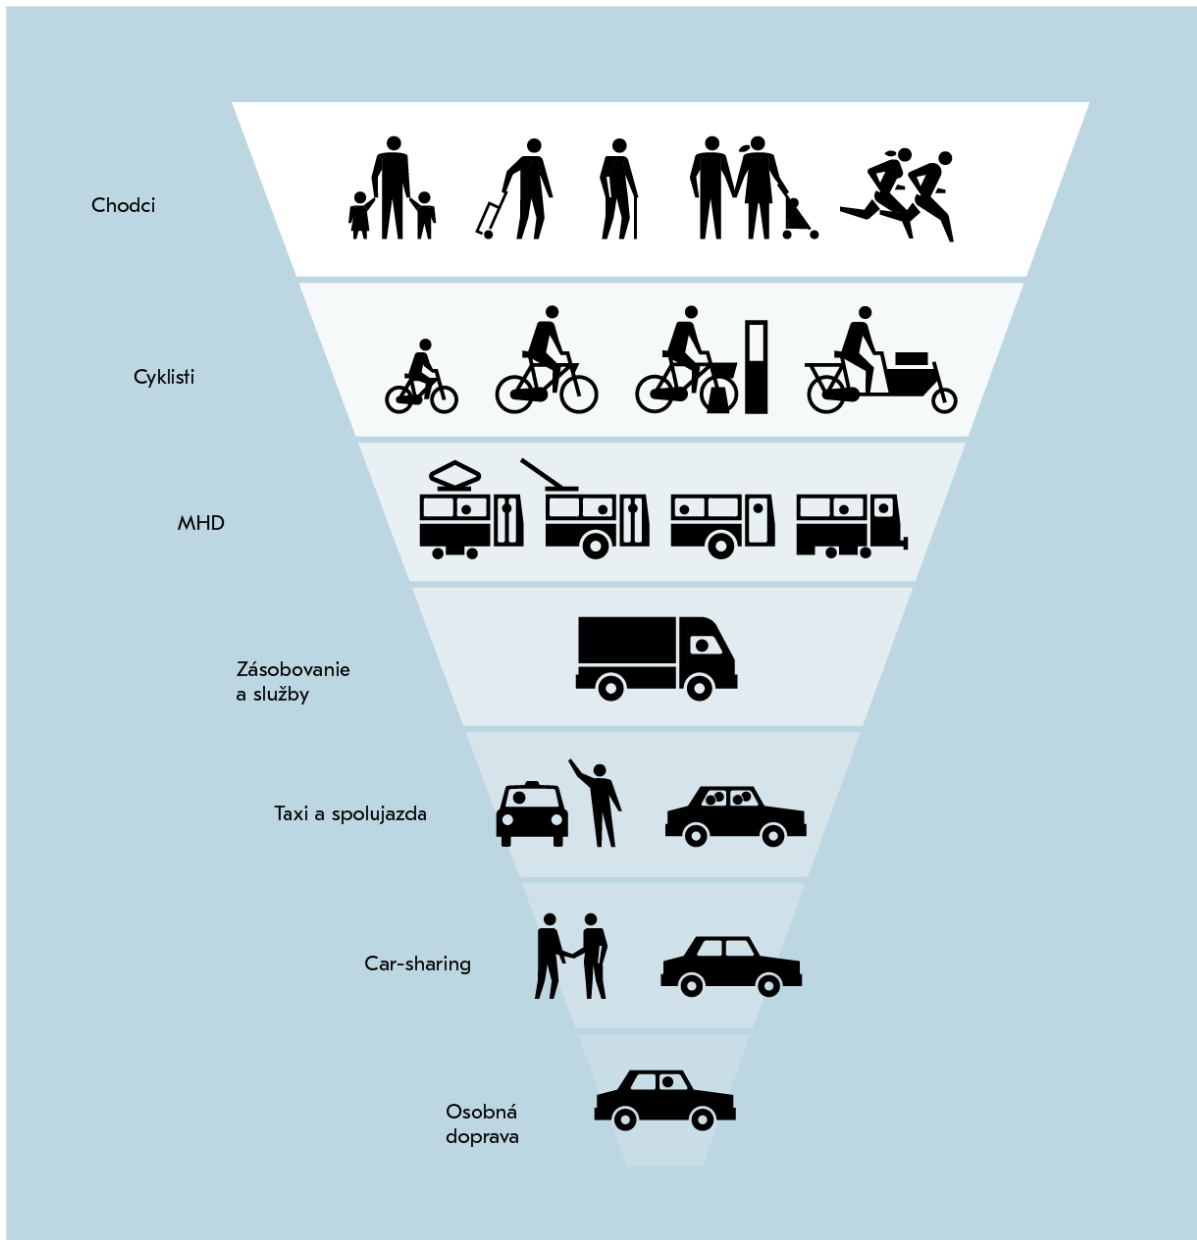 Chodci
Cyklisti
MHD
Zásobovanie
a služby
Taxi a spolujazda
Car-sharing
Osobná
doprava